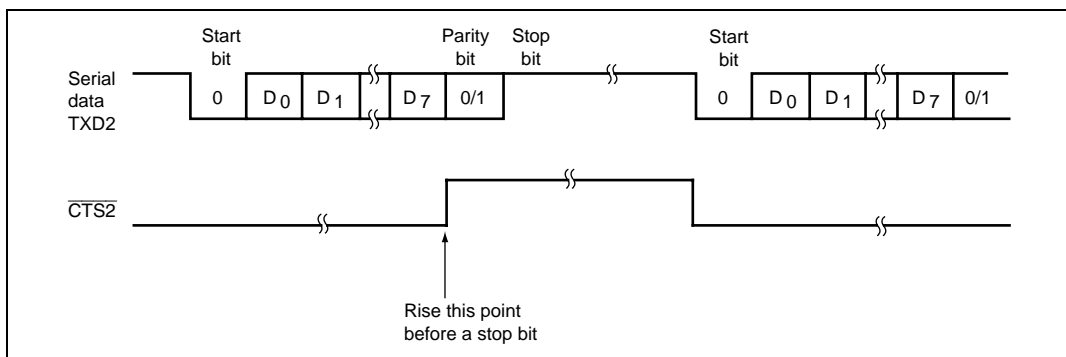 Start bit
Parity bit
Stop bit
Start bit
Serial data TXD2
0 D0 D1 D7 0/1 0 D0 D1 D7 0/1
CTS2
Rise this point
before a stop bit